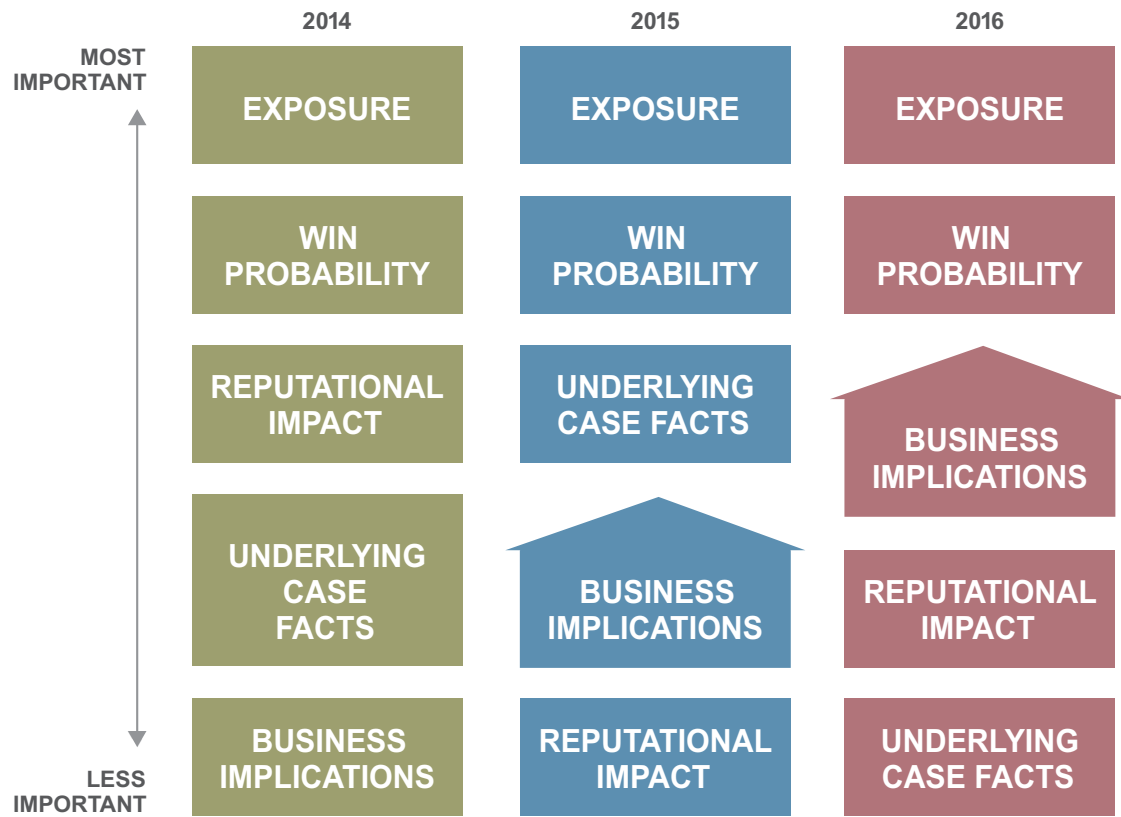 2014
2015
2016
MOST
IMPORTANT
EXPOSURE
EXPOSURE
EXPOSURE
WIN
PROBABILITY
WIN
PROBABILITY
WIN
PROBABILITY
REPUTATIONAL
IMPACT
UNDERLYING
CASE FACTS
BUSINESS
IMPLICATIONS
UNDERLYING
CASE
FACTS
BUSINESS
IMPLICATIONS
REPUTATIONAL
IMPACT
BUSINESS
IMPLICATIONS
REPUTATIONAL
IMPACT
UNDERLYING
CASE FACTS
LESS
IMPORTANT